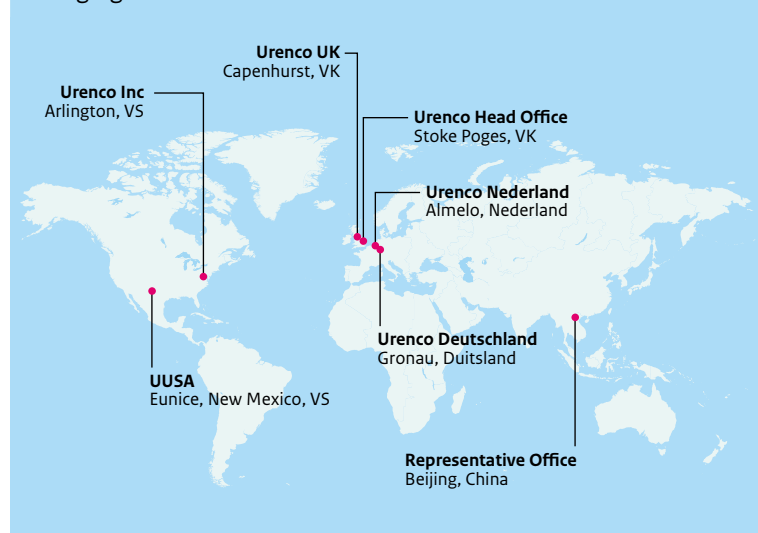 Urenco UK
Capenhurst, VK
Urenco Inc
Arlington, VS
Urenco Head Office
Stoke Poges, VK
Urenco Nederland
Almelo, Nederland
Urenco Deutschland
Gronau, Duitsland
UUSA
Eunice, New Mexico, VS
Representative Office
Beijing, China